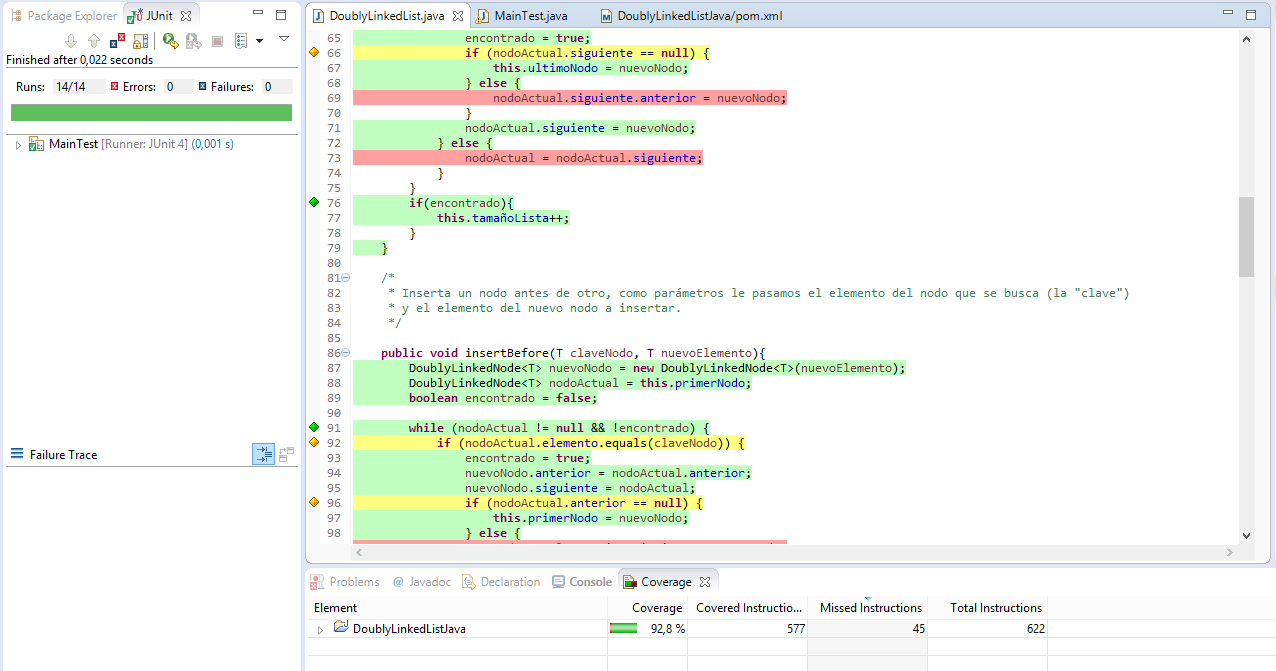 Package Explorer JUnit
Finished after 0,022 seconds
Runs: 14/14 Errors: 0 Failures: 0
MainTest [Runner: JUnit 4] (0,001 s)
Failure Trace
DoublyLinkedList.java MainTest.java DoublyLinkedListJava/pom.xml
65 encontrado = true;
66 if (nodoActual.siguiente == null) {
67 this.ultimoNodo = nuevoNodo;
68 } else {
69 nodoActual.siguiente.anterior = nuevoNodo;
70 }
71 nodoActual.siguiente = nuevoNodo;
72 } else {
73 nodoActual = nodoActual.siguiente;
74 }
75 }
76 if(encontrado){
77 this.tamañoLista++;
78 }
79 }
80
81 /*
82 * Inserta un nodo antes de otro, como parámetros le pasamos el elemento del nodo que se busca (la "clave")
83 * y el elemento del nuevo nodo a insertar.
84 */
85
86 public void insertBefore(T claveNodo, T nuevoElemento){
87 DoublyLinkedNode<T> nuevoNodo = new DoublyLinkedNode<T>(nuevoElemento);
88 DoublyLinkedNode<T> nodoActual = this.primerNodo;
89 boolean encontrado = false;
90
91 while (nodoActual != null && !encontrado) {
92 if (nodoActual.elemento.equals(claveNodo)) {
93 encontrado = true;
94 nuevoNodo.anterior = nodoActual.anterior;
95 nuevoNodo.siguiente = nodoActual;
96 if (nodoActual.anterior == null) {
97 this.primerNodo = nuevoNodo;
98 } else {
Problems @ Javadoc Declaration Console Coverage
Element Coverage Covered Instructio... Missed Instructions Total Instructions
DoublyLinkedListJava 92,8 % 577 45 622